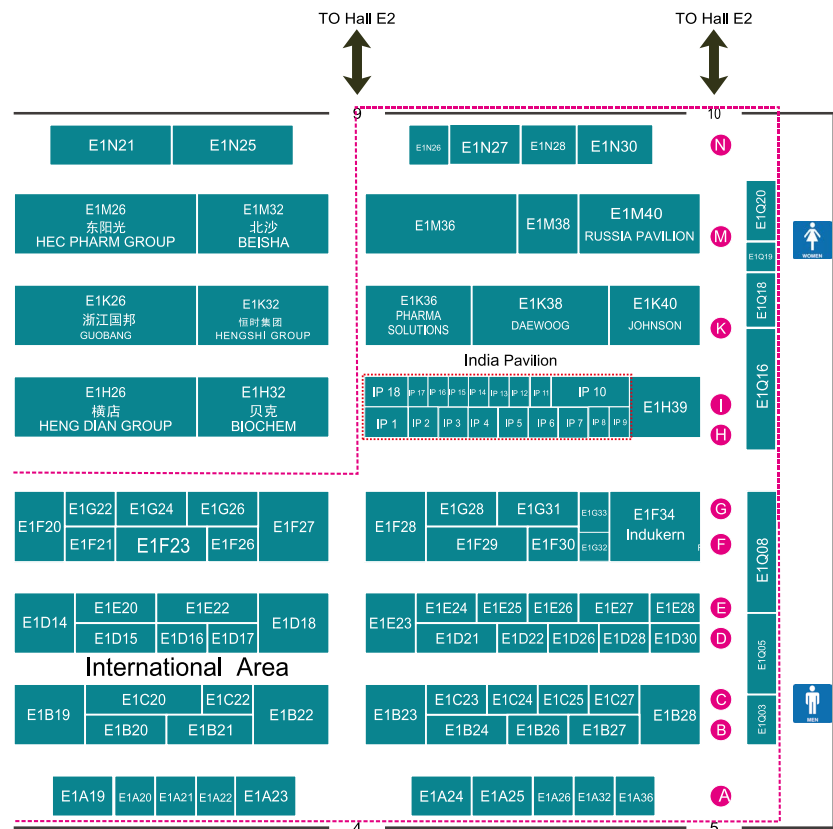 TO Hall E2
TO Hall E2
9
10
E1N21
E1N25
E1N26
E1N27
E1N28
E1N30
N
E1M26
东阳光
HEC PHARM GROUP
E1M32
北沙
BEISHA
E1M36
E1M38
E1M40
RUSSIA PAVILION
M
E1Q20
E1Q19
WOMEN
E1K26
浙江国邦
GUOBANG
E1K32
恒时集团
HENGSHI GROUP
E1K36
PHARMA
SOLUTIONS
E1K38
DAEWOOG
E1K40
JOHNSON
K
E1Q18
India Pavilion
E1H26
横店
HENG DIAN GROUP
E1H32
贝克
BIOCHEM
IP 18
IP 17
IP 16
IP 15
IP 14
IP 13
IP 12
IP 11
IP 10
IP 1
IP 2
IP 3
IP 4
IP 5
IP 6
IP 7
IP 8
IP 9
E1H39
I
H
E1Q16
E1F20
E1G22
E1G24
E1G26
E1F21
E1F23
E1F26
E1F27
E1F28
E1G28
E1G31
E1G33
E1F29
E1F30
E1G32
E1F34
Indukern
G
F
E1Q08
E1D14
E1E20
E1E22
E1D15
E1D16
E1D17
E1D18
E1E23
E1E24
E1E25
E1E26
E1E27
E1E28
E1D21
E1D22
E1D26
E1D28
E1D30
E
D
E1Q05
International Area
E1B19
E1C20
E1C22
E1B20
E1B21
E1B22
E1B23
E1C23
E1C24
E1C25
E1C27
E1B24
E1B26
E1B27
E1B28
C
B
E1Q03
MEN
E1A19
E1A20
E1A21
E1A22
E1A23
E1A24
E1A25
E1A26
E1A32
E1A36
A
4
5